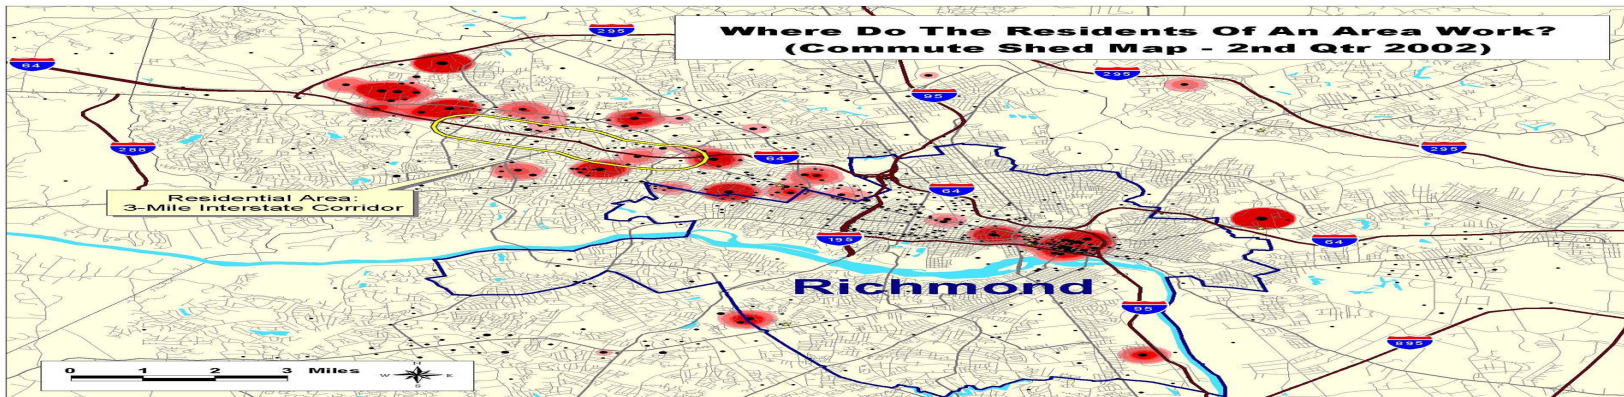 Where Do The Residents Of An Area Work?
(Commute Shed Map - 2nd Qtr 2002)
295
64
295
95
288
64
295
Residential Area:
3-Mile Interstate Corridor
64
195
64
Richmond
95
895
0 1 2 3 Miles
N
W E
S